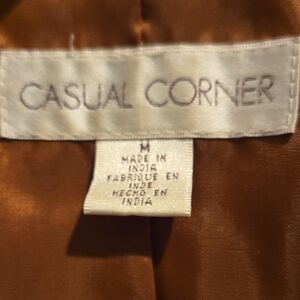 CASUAL CORNER
M
MADE IN
INDIA
FABRIQUE EN
INDE
HECHO EN
INDIA